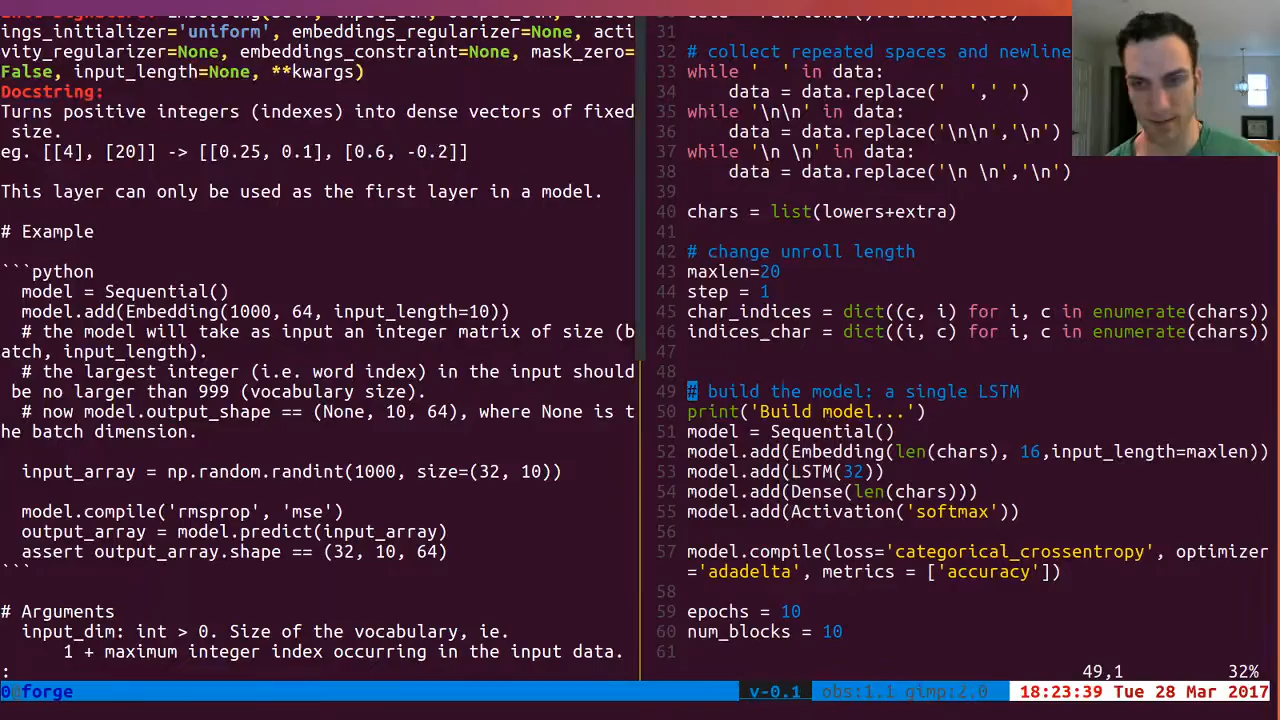 ings_initializer='uniform', embeddings_regularizer=None, acti
vity_regularizer=None, embeddings_constraint=None, mask_zero=
False, input_length=None, **kwargs)
Docstring:
Turns positive integers (indexes) into dense vectors of fixed
 size.
eg. [[4], [20]] -> [[0.25, 0.1], [0.6, -0.2]]
This layer can only be used as the first layer in a model.
# Example
```python
  model = Sequential()
  model.add(Embedding(1000, 64, input_length=10))
  # the model will take as input an integer matrix of size (b
atch, input_length).
  # the largest integer (i.e. word index) in the input should
 be no larger than 999 (vocabulary size).
  # now model.output_shape == (None, 10, 64), where None is t
he batch dimension.
  input_array = np.random.randint(1000, size=(32, 10))
  model.compile('rmsprop', 'mse')
  output_array = model.predict(input_array)
  assert output_array.shape == (32, 10, 64)
```
# Arguments
  input_dim: int > 0. Size of the vocabulary, ie.
      1 + maximum integer index occurring in the input data.
:
31
32 # collect repeated spaces and newline
33 while '  ' in data:
34     data = data.replace('  ',' ')
35 while '\n\n' in data:
36     data = data.replace('\n\n','\n')
37 while '\n \n' in data:
38     data = data.replace('\n \n','\n')
39
40 chars = list(lowers+extra)
41
42 # change unroll length
43 maxlen=20
44 step = 1
45 char_indices = dict((c, i) for i, c in enumerate(chars))
46 indices_char = dict((i, c) for i, c in enumerate(chars))
47
48
49 # build the model: a single LSTM
50 print('Build model...')
51 model = Sequential()
52 model.add(Embedding(len(chars), 16,input_length=maxlen))
53 model.add(LSTM(32))
54 model.add(Dense(len(chars)))
55 model.add(Activation('softmax'))
56
57 model.compile(loss='categorical_crossentropy', optimizer
='adadelta', metrics = ['accuracy'])
58
59 epochs = 10
60 num_blocks = 10
61
49,1 32%
0@forge v-0.1 obs:1.1 gimp:2.0 18:23:39 Tue 28 Mar 2017